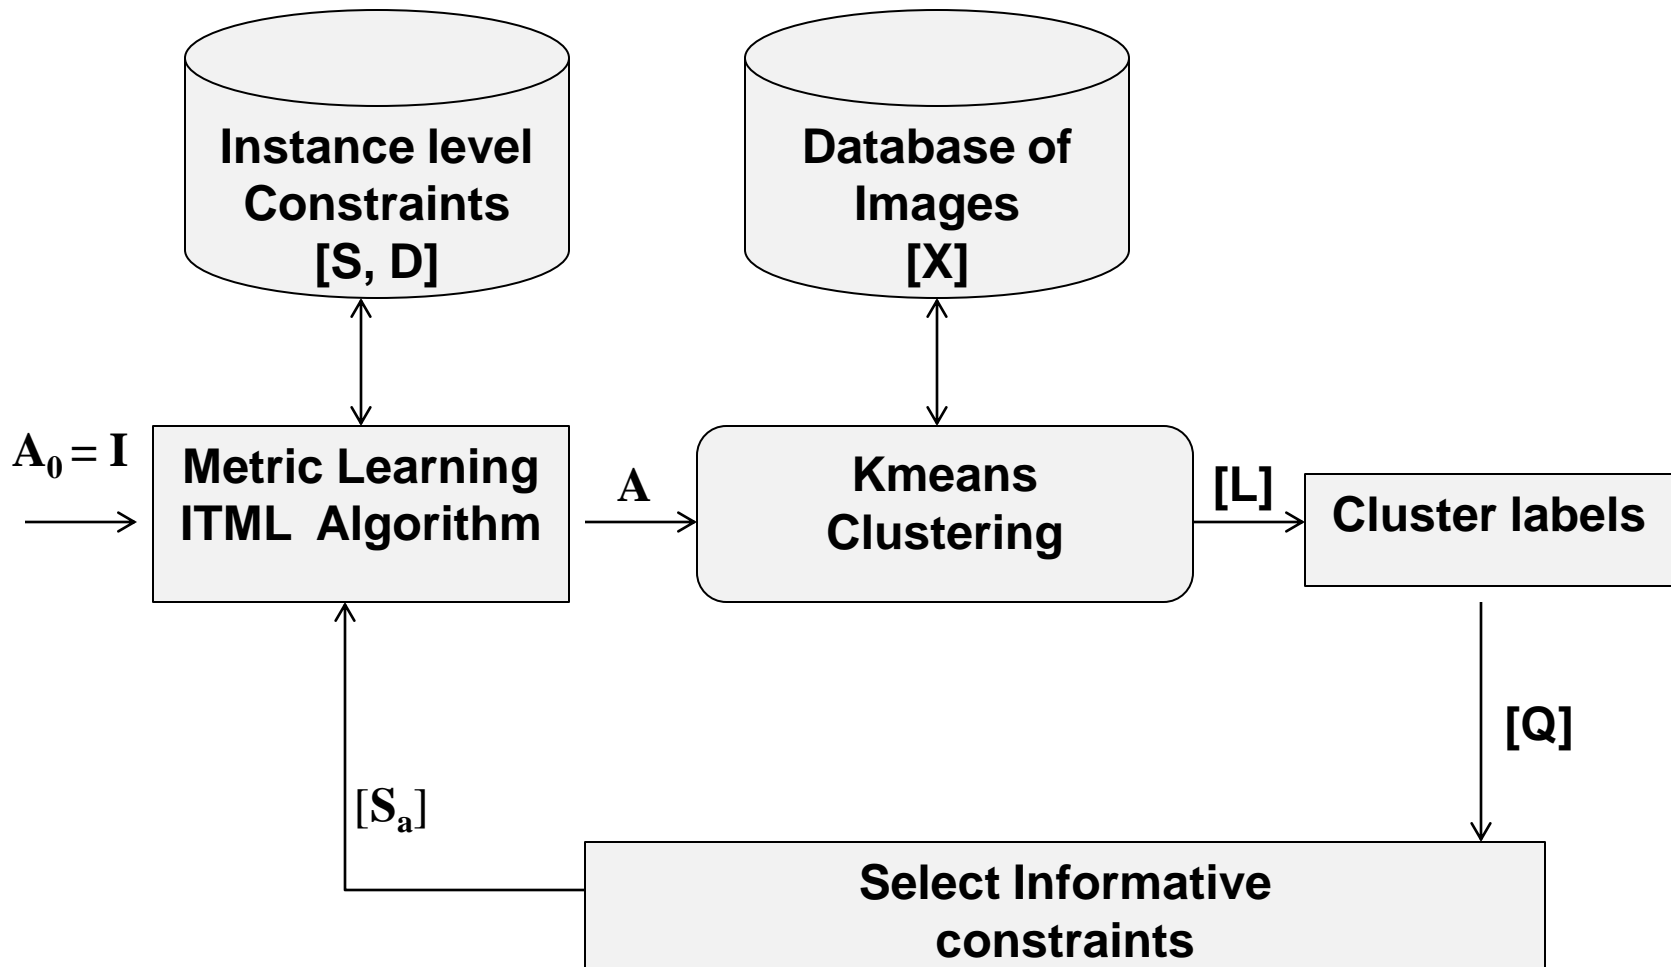 Instance level
Constraints
[S, D]
Database of
Images
[X]
A₀ = I
Metric Learning
ITML Algorithm
A
Kmeans
Clustering
[L]
Cluster labels
[Q]
[Sₐ]
Select Informative
constraints